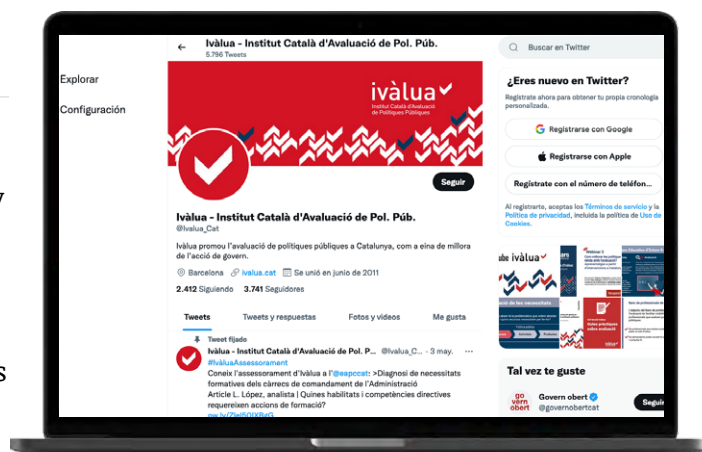 Ivàlua - Institut Català d'Avaluació de Pol. Púb.
5.796 Tweets
Buscar en Twitter
Explorar
Configuración
ivàlua
Institut Català d'Avaluació
de Polítiques Públiques
¿Eres nuevo en Twitter?
Regístrate ahora para obtener tu propia cronología
personalizada.
Registrarse con Google
Registrarse con Apple
Regístrate con el número de teléfon...
Al registrarte, aceptas los Términos de servicio y la
Política de privacidad, incluida la política de Uso de
Cookies.
Seguir
Ivàlua - Institut Català d'Avaluació de Pol. Púb.
@Ivalua_Cat
Ivàlua promou l'avaluació de polítiques públiques a Catalunya, com a eina de millora
de l'acció de govern.
Barcelona ivalua.cat Se unió en junio de 2011
2.412 Siguiendo 3.741 Seguidores
Tweets Tweets y respuestas Fotos y vídeos Me gusta
Tweet fijado
Ivàlua - Institut Català d'Avaluació de Pol. P... @Ivalua_C... · 3 may. ...
#IvàluaAssessorament
Coneix l'assessorament d'Ivàlua a l'@eapccat: >Diagnosi de necessitats
formatives dels càrrecs de comandament de l'Administració
Article L. López, analista | Quines habilitats i competències directives
requereixen accions de formació?
ivàlua
Tal vez te guste
go
vern
obert
Govern obert
@governobertcat
Seguir
y
s